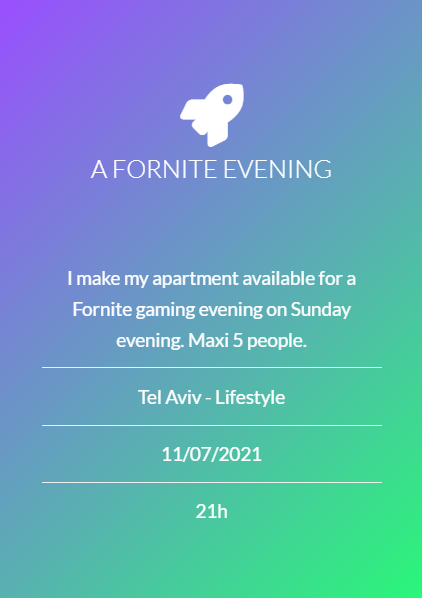 A FORNITE EVENING
I make my apartment available for a
Fornite gaming evening on Sunday
evening. Maxi 5 people.
Tel Aviv - Lifestyle
11/07/2021
21h